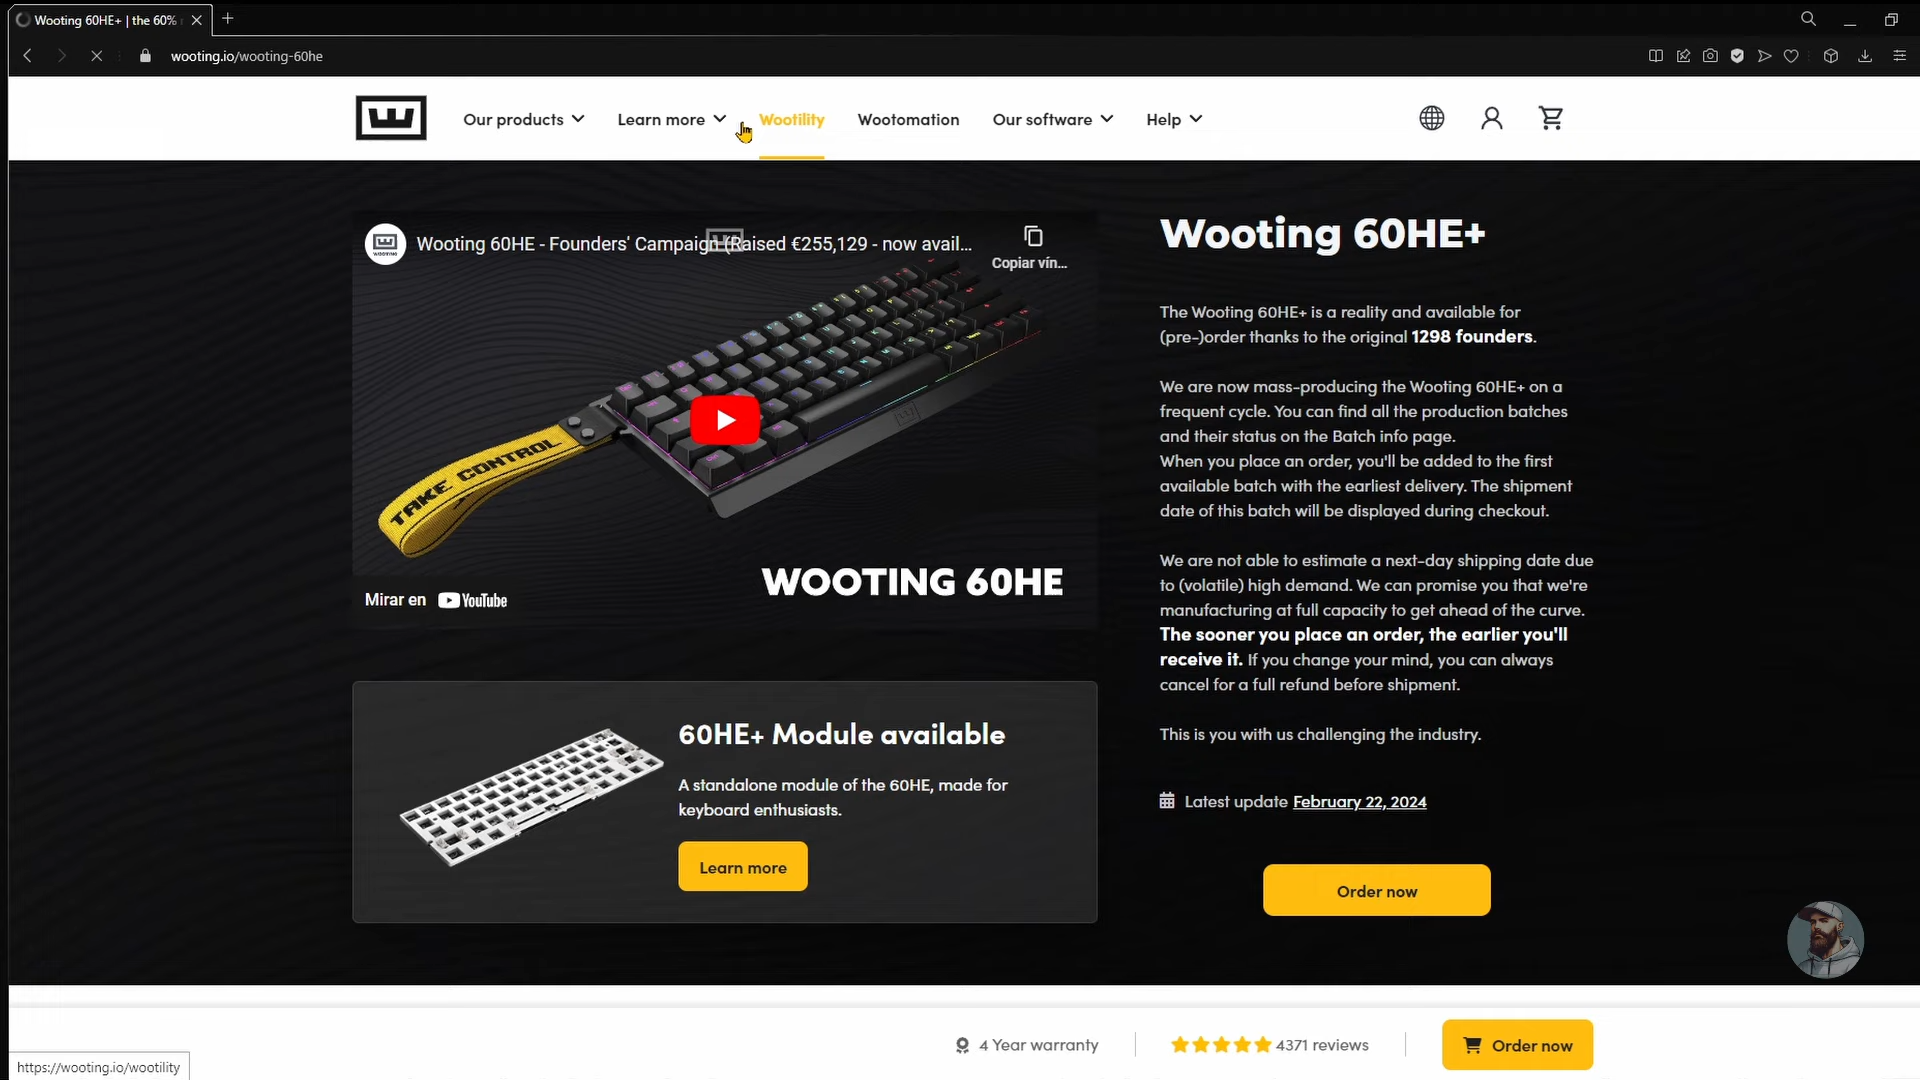 Wooting 60HE+ | the 60%
wooting.io/wooting-60he
Our products
Learn more
Wootility
Wootomation
Our software
Help
Wooting 60HE - Founders' Campaign (Raised €255,129 - now avail...
Copiar vín...
TAKE CONTROL
WOOTING 60HE
Mirar en YouTube
60HE+ Module available
A standalone module of the 60HE, made for
keyboard enthusiasts.
Learn more
Wooting 60HE+
The Wooting 60HE+ is a reality and available for
(pre-)order thanks to the original 1298 founders.
We are now mass-producing the Wooting 60HE+ on a
frequent cycle. You can find all the production batches
and their status on the Batch info page.
When you place an order, you'll be added to the first
available batch with the earliest delivery. The shipment
date of this batch will be displayed during checkout.
We are not able to estimate a next-day shipping date due
to (volatile) high demand. We can promise you that we're
manufacturing at full capacity to get ahead of the curve.
The sooner you place an order, the earlier you'll
receive it. If you change your mind, you can always
cancel for a full refund before shipment.
This is you with us challenging the industry.
Latest update February 22, 2024
Order now
4 Year warranty
4371 reviews
Order now
https://wooting.io/wootility